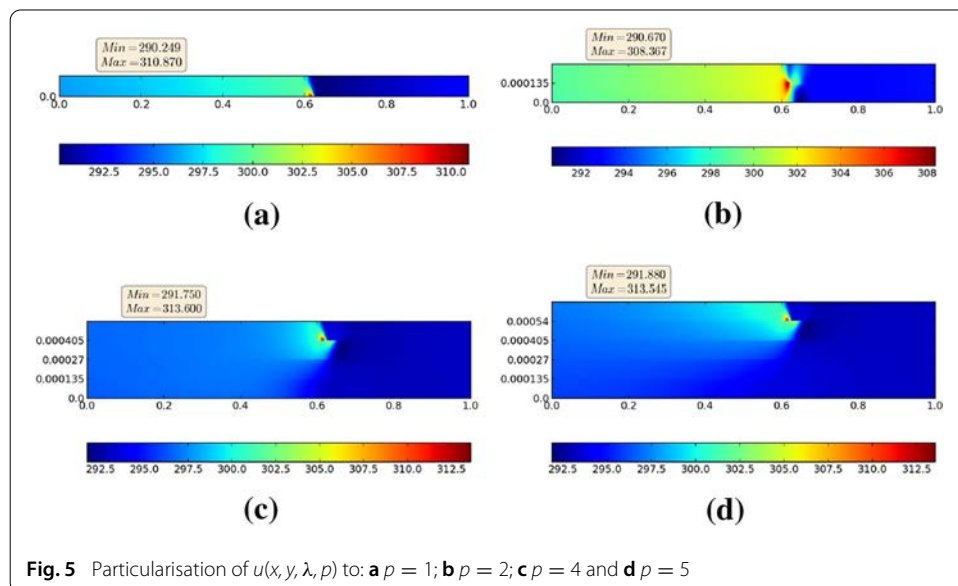 Min=290.249
Max=310.870
0.0
0.0 0.2 0.4 0.6 0.8 1.0
292.5 295.0 297.5 300.0 302.5 305.0 307.5 310.0
(a)
Min=290.670
Max=308.367
0.000135
0.0
0.0 0.2 0.4 0.6 0.8 1.0
292 294 296 298 300 302 304 306 308
(b)
Min=291.750
Max=313.600
0.000405
0.00027
0.000135
0.0
0.0 0.2 0.4 0.6 0.8 1.0
292.5 295.0 297.5 300.0 302.5 305.0 307.5 310.0 312.5
(c)
Min=291.880
Max=313.545
0.00054
0.000405
0.00027
0.000135
0.0
0.0 0.2 0.4 0.6 0.8 1.0
292.5 295.0 297.5 300.0 302.5 305.0 307.5 310.0 312.5
(d)
Fig. 5 Particularisation of u(x, y, λ, p) to: a p = 1; b p = 2; c p = 4 and d p = 5